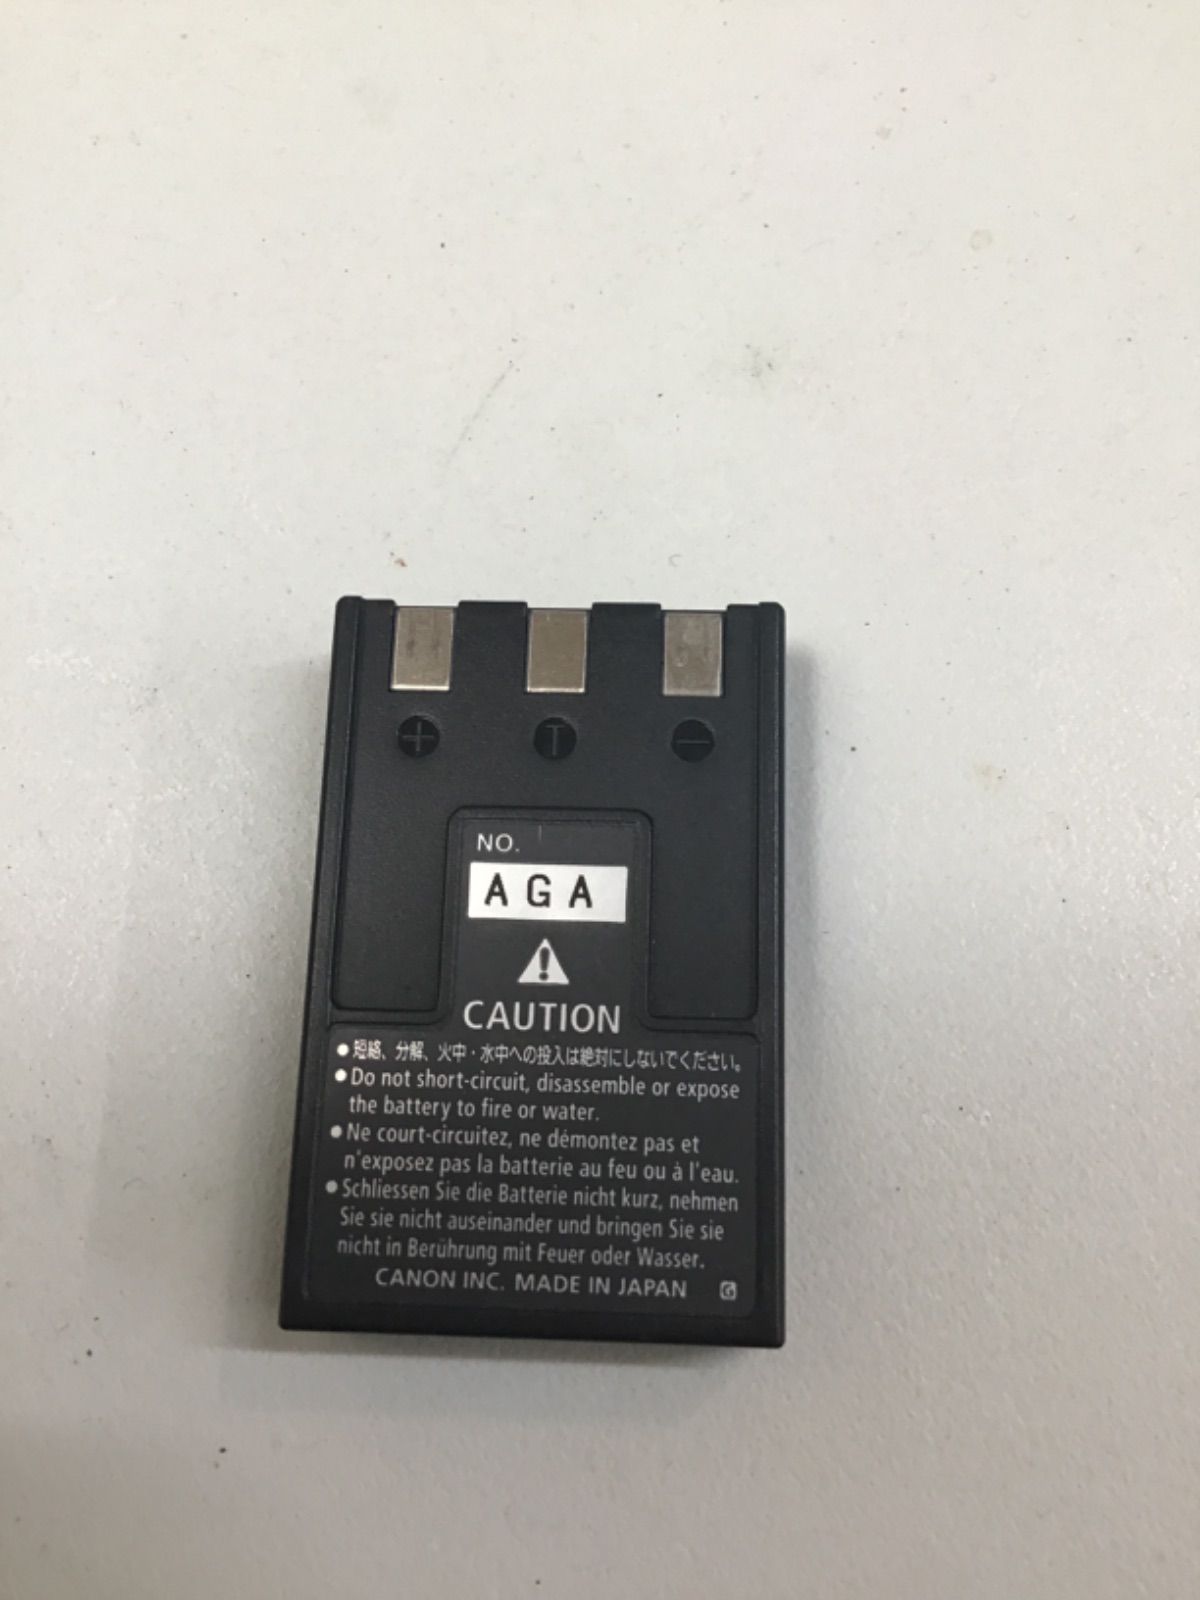 + T −
NO.
AGA
CAUTION
● 短絡、分解、火中・水中への投入は絶対にしないでください。
● Do not short-circuit, disassemble or expose
the battery to fire or water.
● Ne court-circuitez, ne démontez pas et
n'exposez pas la batterie au feu ou à l'eau.
● Schliessen Sie die Batterie nicht kurz, nehmen
Sie sie nicht auseinander und bringen Sie sie
nicht in Berührung mit Feuer oder Wasser.
CANON INC. MADE IN JAPAN G